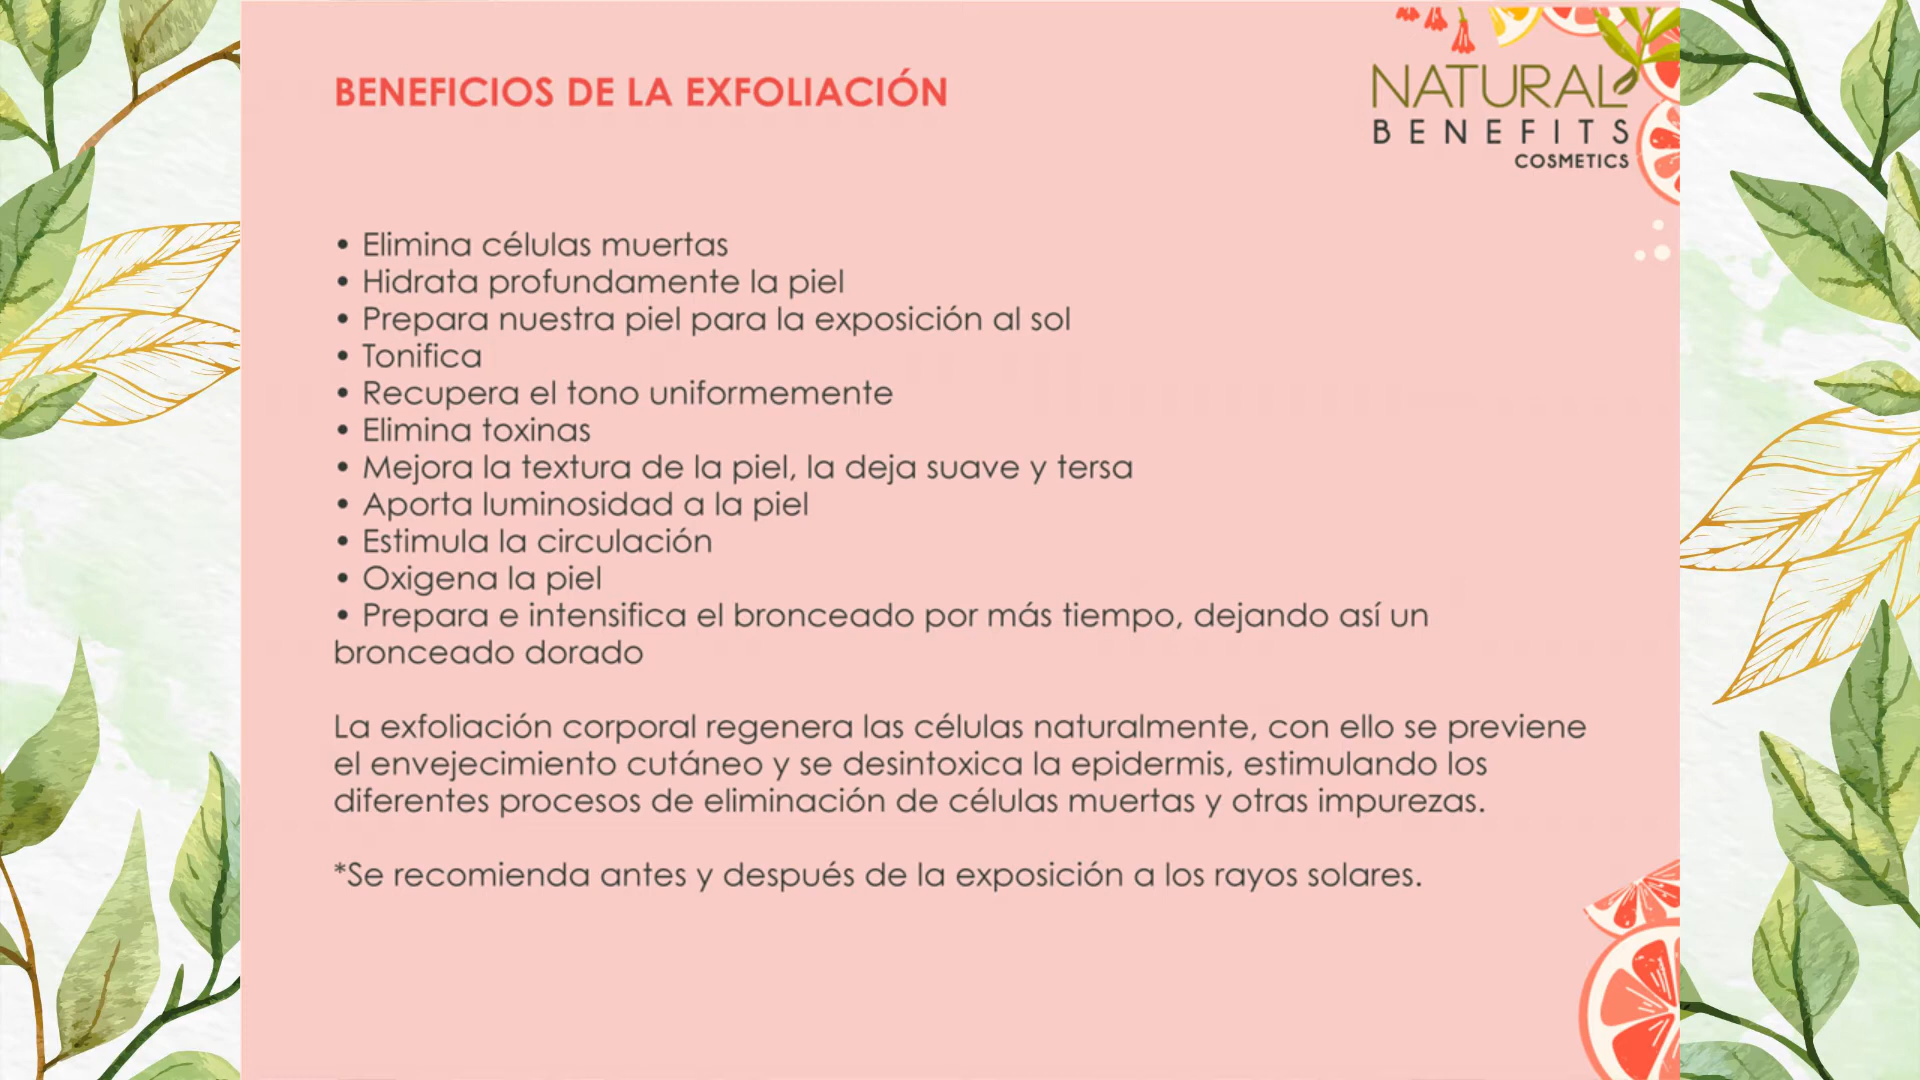 BENEFICIOS DE LA EXFOLIACIÓN
NATURAL
BENEFITS
COSMETICS
• Elimina células muertas
• Hidrata profundamente la piel
• Prepara nuestra piel para la exposición al sol
• Tonifica
• Recupera el tono uniformemente
• Elimina toxinas
• Mejora la textura de la piel, la deja suave y tersa
• Aporta luminosidad a la piel
• Estimula la circulación
• Oxigena la piel
• Prepara e intensifica el bronceado por más tiempo, dejando así un
bronceado dorado
La exfoliación corporal regenera las células naturalmente, con ello se previene
el envejecimiento cutáneo y se desintoxica la epidermis, estimulando los
diferentes procesos de eliminación de células muertas y otras impurezas.
*Se recomienda antes y después de la exposición a los rayos solares.